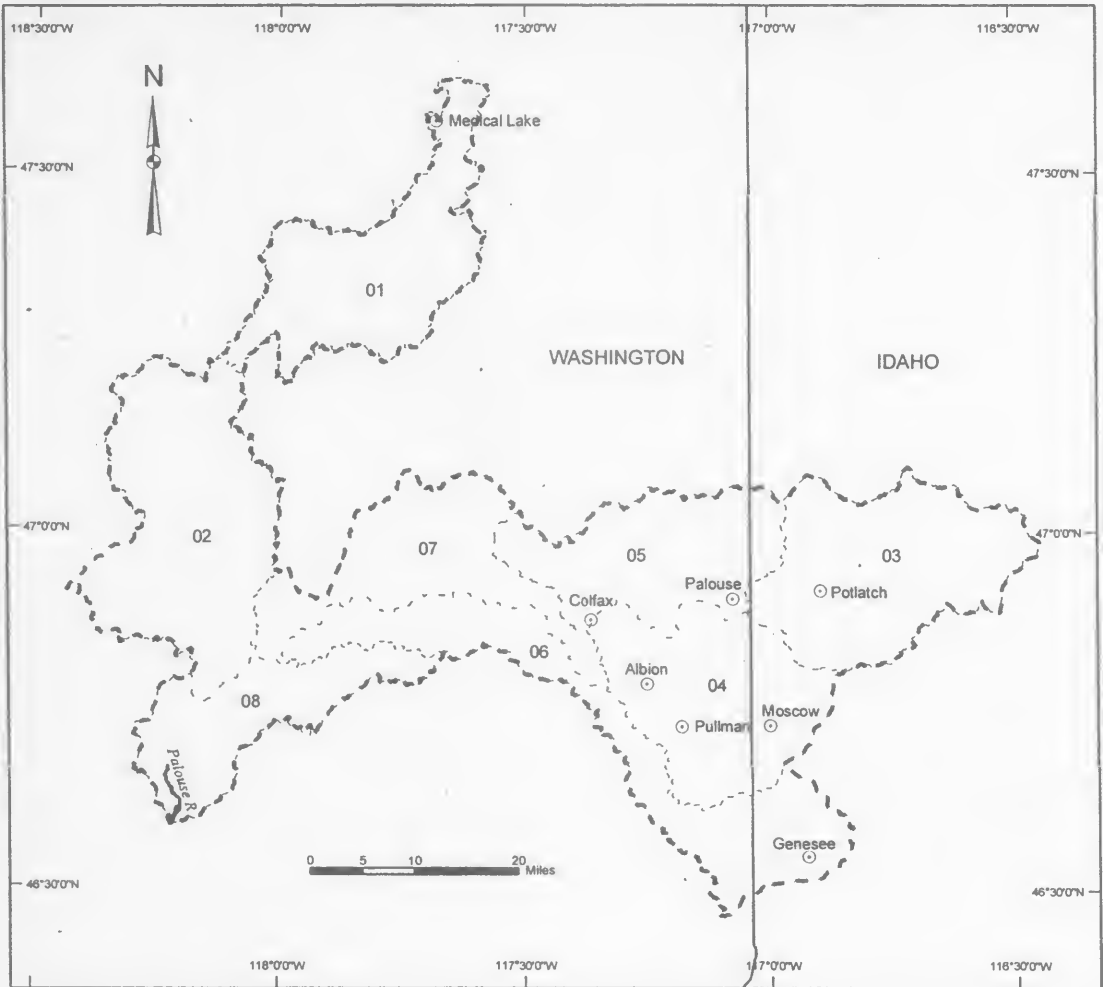 118°30'0"W
118°0'0"W
117°30'0"W
117°0'0"W
116°30'0"W
N
Medical Lake
47°30'0"N
47°30'0"N
01
WASHINGTON
IDAHO
47°0'0"N
47°0'0"N
02
07
05
03
Palouse
Potlatch
Colfax
06
Albion
04
08
Pullman
Moscow
Palouse R
Genesee
0 5 10 20
Miles
46°30'0"N
46°30'0"N
118°0'0"W
117°30'0"W
117°0'0"W
116°30'0"W